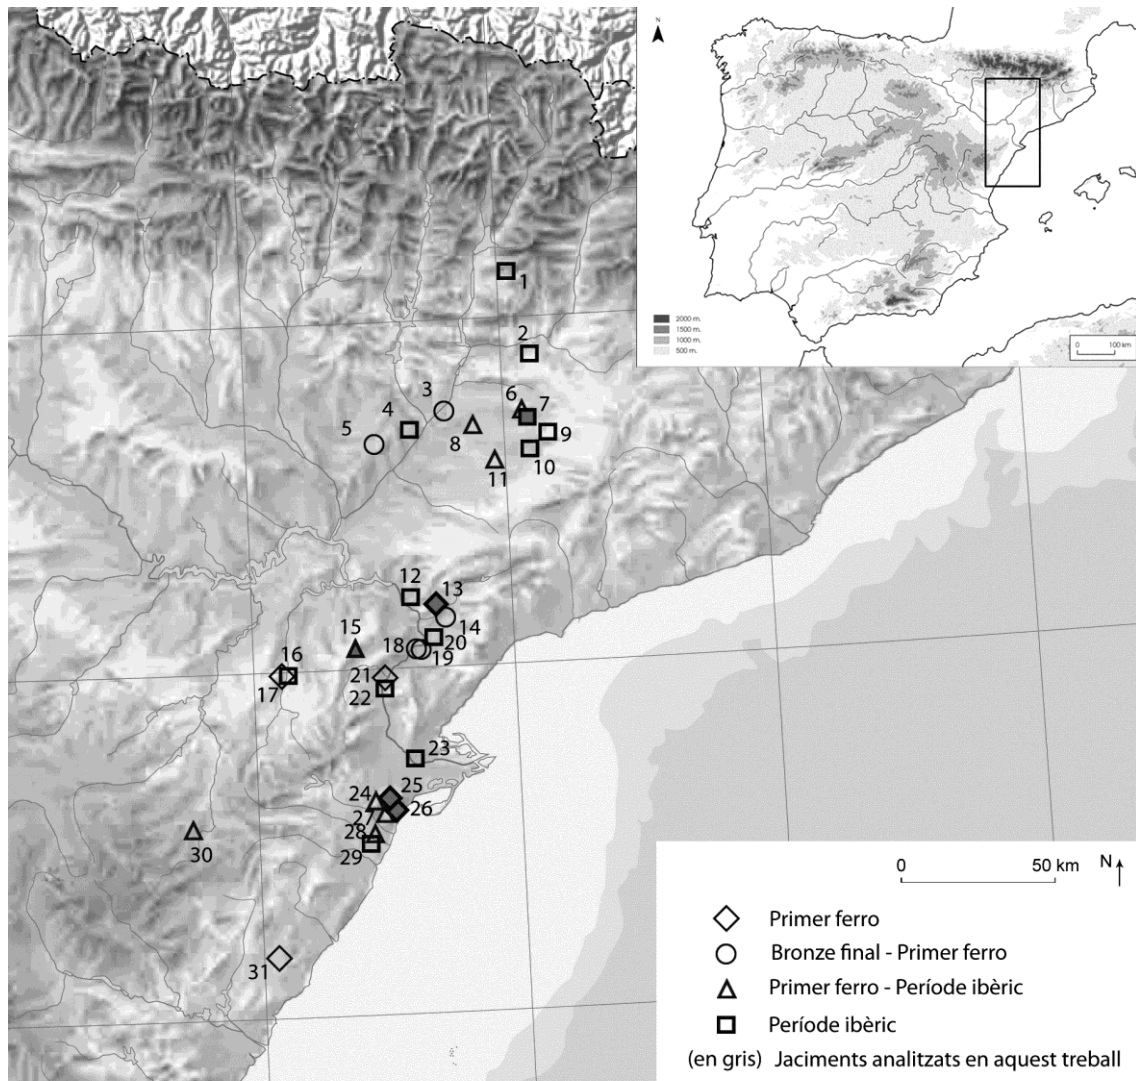 N
2000 m.
1500 m.
1000 m.
500 m.
0 100 km
1
2
3
6
7
4
5
8
9
10
11
12
13
14
15
18
20
19
16
17
21
22
23
24
25
26
27
28
29
30
31
0 50 km N
Primer ferro
Bronze final - Primer ferro
Primer ferro - Període ibèric
Període ibèric
(en gris) Jaciments analitzats en aquest treball